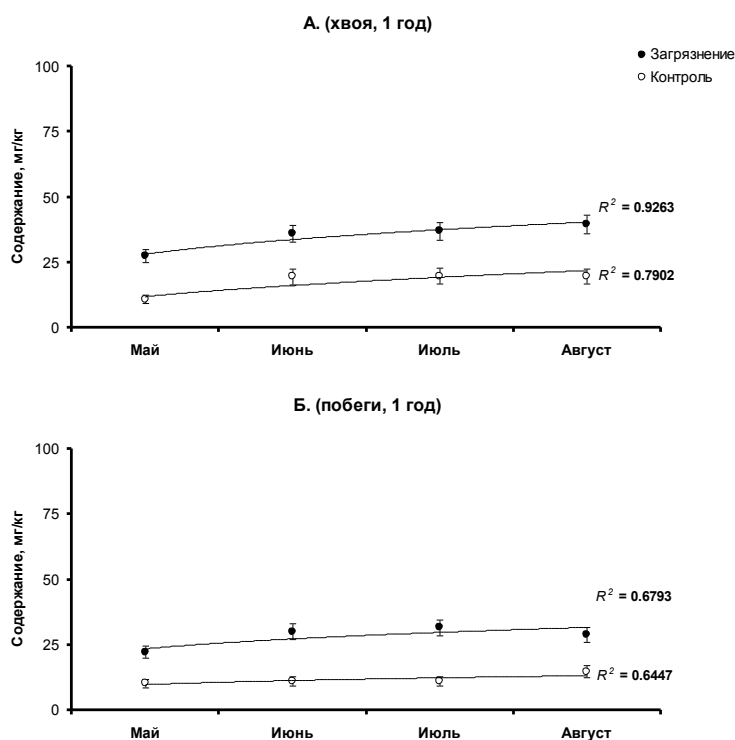 А. (хвоя, 1 год)
Загрязнение
Контроль
Содержание, мг/кг
100
75
50
25
0
R² = 0.9263
R² = 0.7902
Май Июнь Июль Август
Б. (побеги, 1 год)
Содержание, мг/кг
100
75
50
25
0
R² = 0.6793
R² = 0.6447
Май Июнь Июль Август